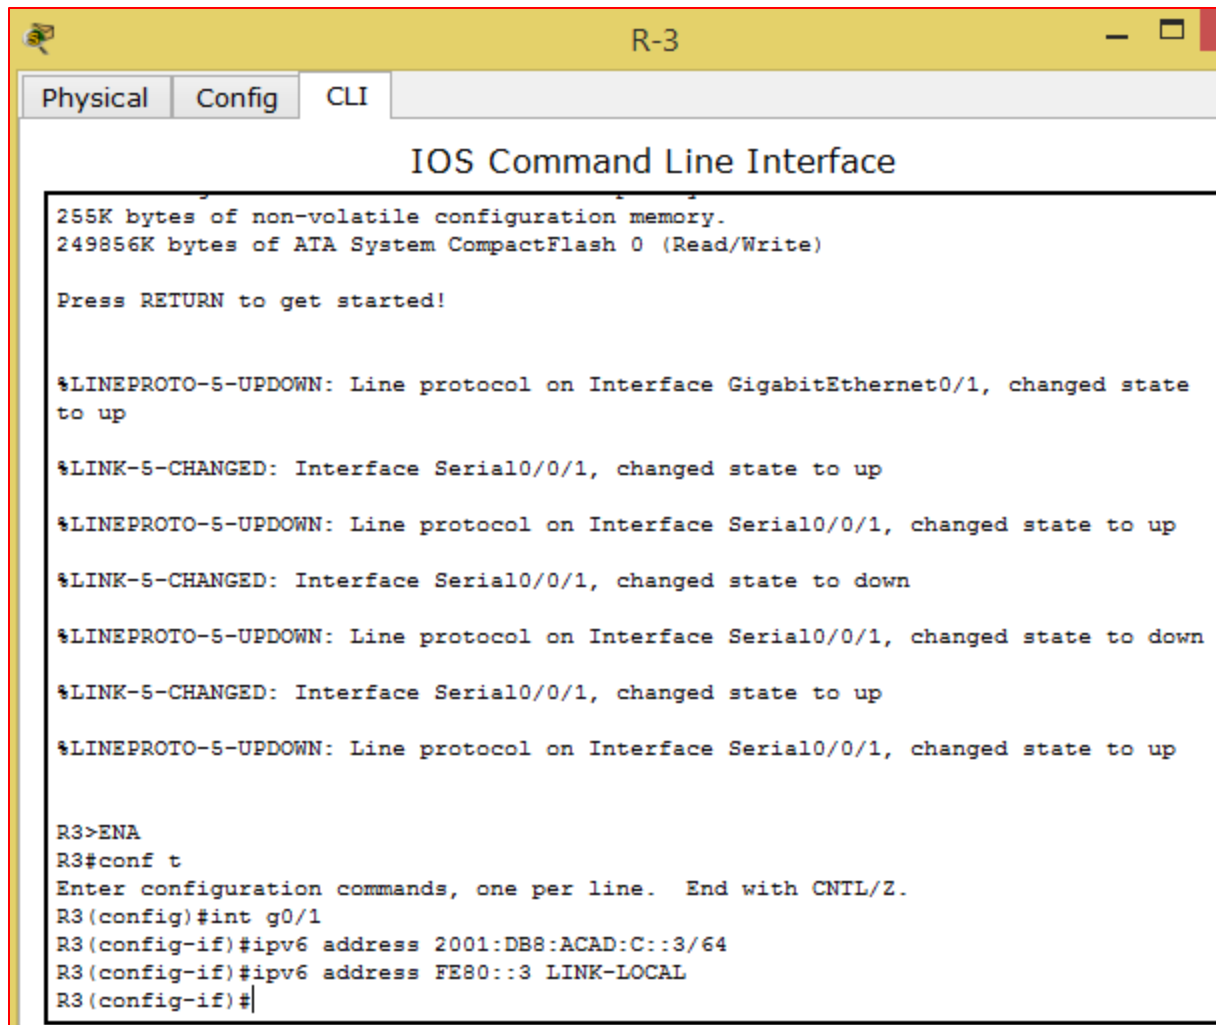 R-3
Physical Config CLI
IOS Command Line Interface
255K bytes of non-volatile configuration memory.
249856K bytes of ATA System CompactFlash 0 (Read/Write)
Press RETURN to get started!
%LINEPROTO-5-UPDOWN: Line protocol on Interface GigabitEthernet0/1, changed state
to up
%LINK-5-CHANGED: Interface Serial0/0/1, changed state to up
%LINEPROTO-5-UPDOWN: Line protocol on Interface Serial0/0/1, changed state to up
%LINK-5-CHANGED: Interface Serial0/0/1, changed state to down
%LINEPROTO-5-UPDOWN: Line protocol on Interface Serial0/0/1, changed state to down
%LINK-5-CHANGED: Interface Serial0/0/1, changed state to up
%LINEPROTO-5-UPDOWN: Line protocol on Interface Serial0/0/1, changed state to up
R3>ENA
R3#conf t
Enter configuration commands, one per line.  End with CNTL/Z.
R3(config)#int g0/1
R3(config-if)#ipv6 address 2001:DB8:ACAD:C::3/64
R3(config-if)#ipv6 address FE80::3 LINK-LOCAL
R3(config-if)#